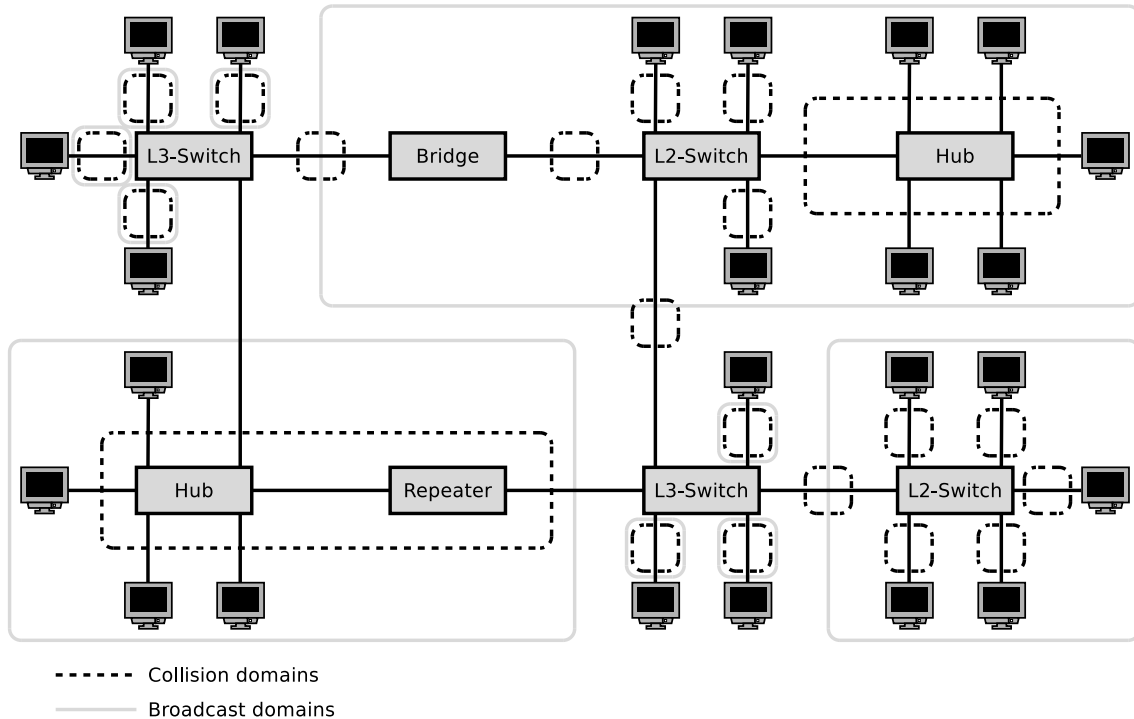 L3-Switch
Bridge
L2-Switch
Hub
Hub
Repeater
L3-Switch
L2-Switch
Collision domains
Broadcast domains